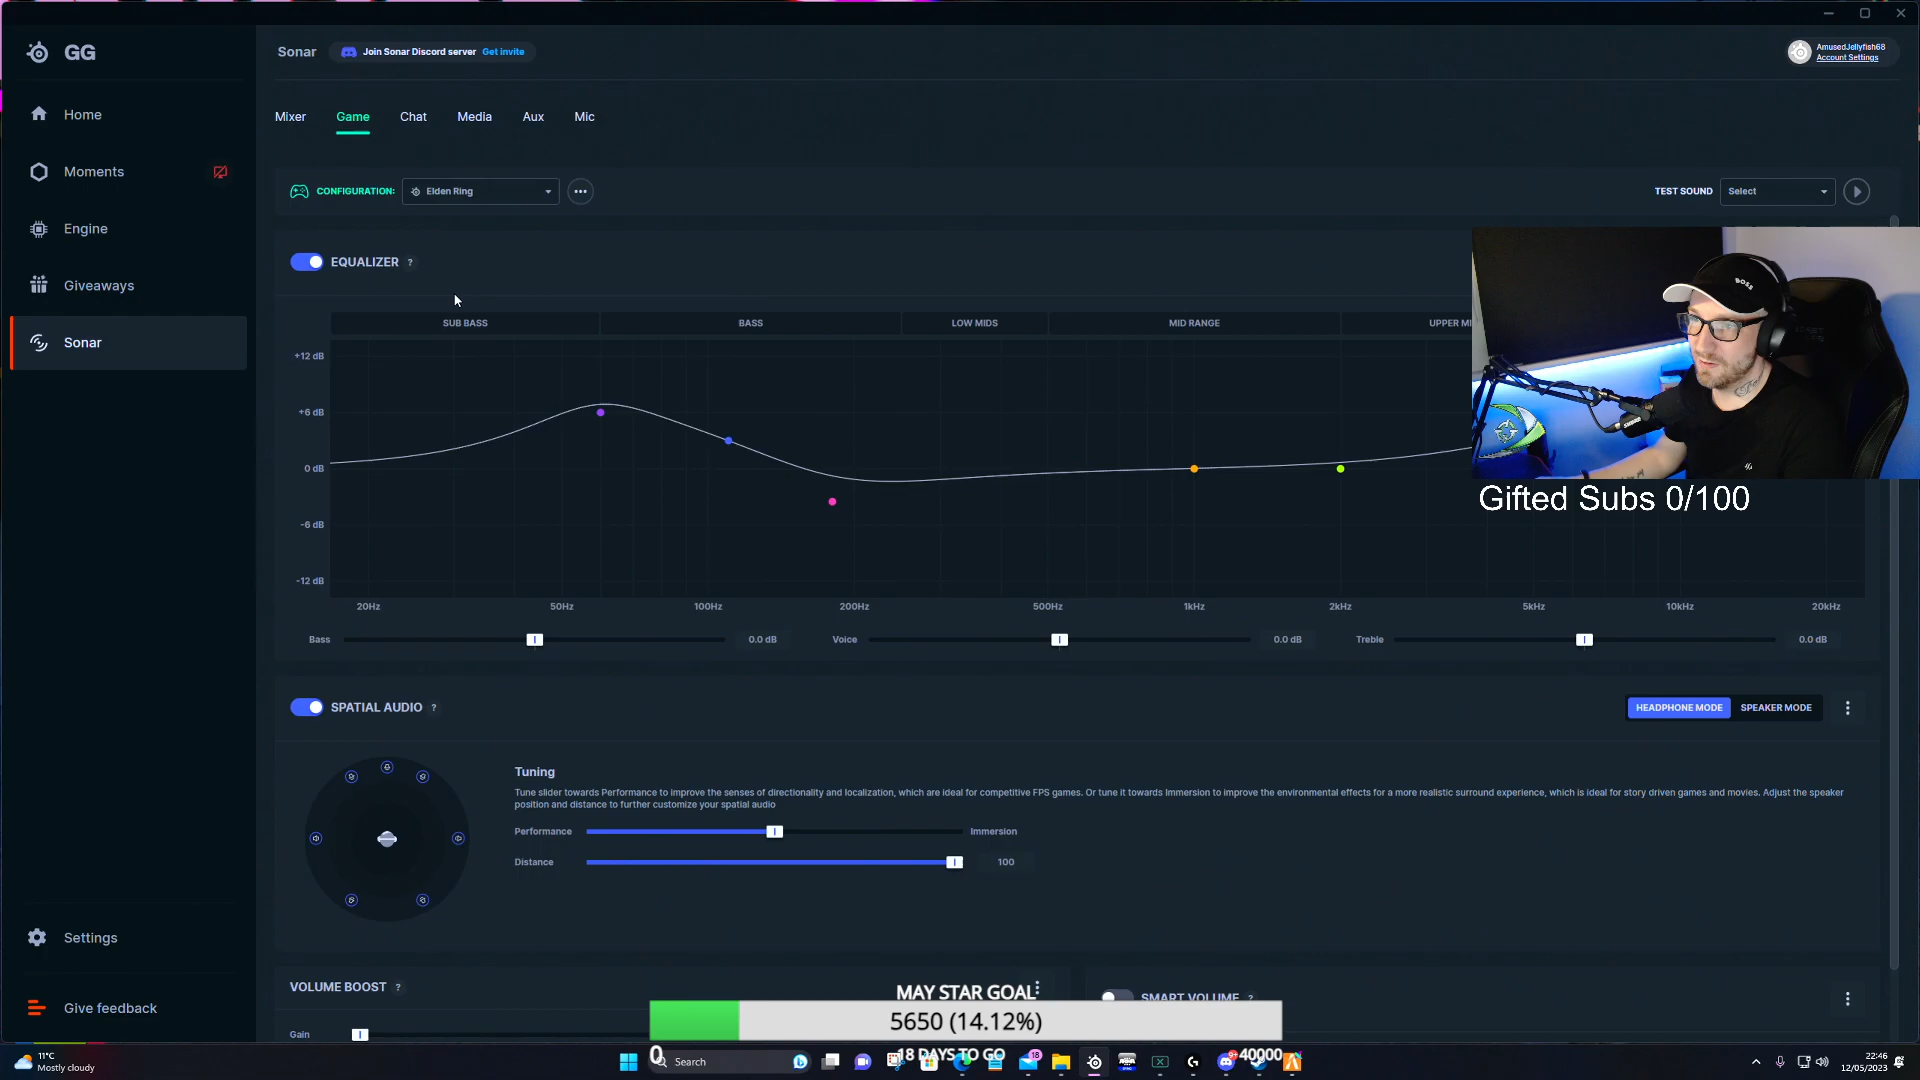 GG
Sonar
Join Sonar Discord server Get invite
AmusedJellyfish68
Account Settings
Home
Moments
Engine
Giveaways
Sonar
Mixer Game Chat Media Aux Mic
CONFIGURATION: Elden Ring
TEST SOUND Select
EQUALIZER ?
SUB BASS BASS LOW MIDS MID RANGE UPPER MI
BOSS
+12 dB
+6 dB
0 dB
-6 dB
-12 dB
Gifted Subs 0/100
20Hz 50Hz 100Hz 200Hz 500Hz 1kHz 2kHz 5kHz 10kHz 20kHz
Bass 0.0 dB Voice 0.0 dB Treble 0.0 dB
SPATIAL AUDIO ?
HEADPHONE MODE SPEAKER MODE
Tuning
Tune slider towards Performance to improve the senses of directionality and localization, which are ideal for competitive FPS games. Or tune it towards Immersion to improve the environmental effects for a more realistic surround experience, which is ideal for story driven games and movies. Adjust the speaker
position and distance to further customize your spatial audio
Performance Immersion
Distance 100
Settings
Give feedback
VOLUME BOOST ?
SMART VOLUME ?
Gain
MAY STAR GOAL
5650 (14.12%)
0 18 DAYS TO GO 40000
11°C
Mostly cloudy
Search
18
22:46
12/05/2023